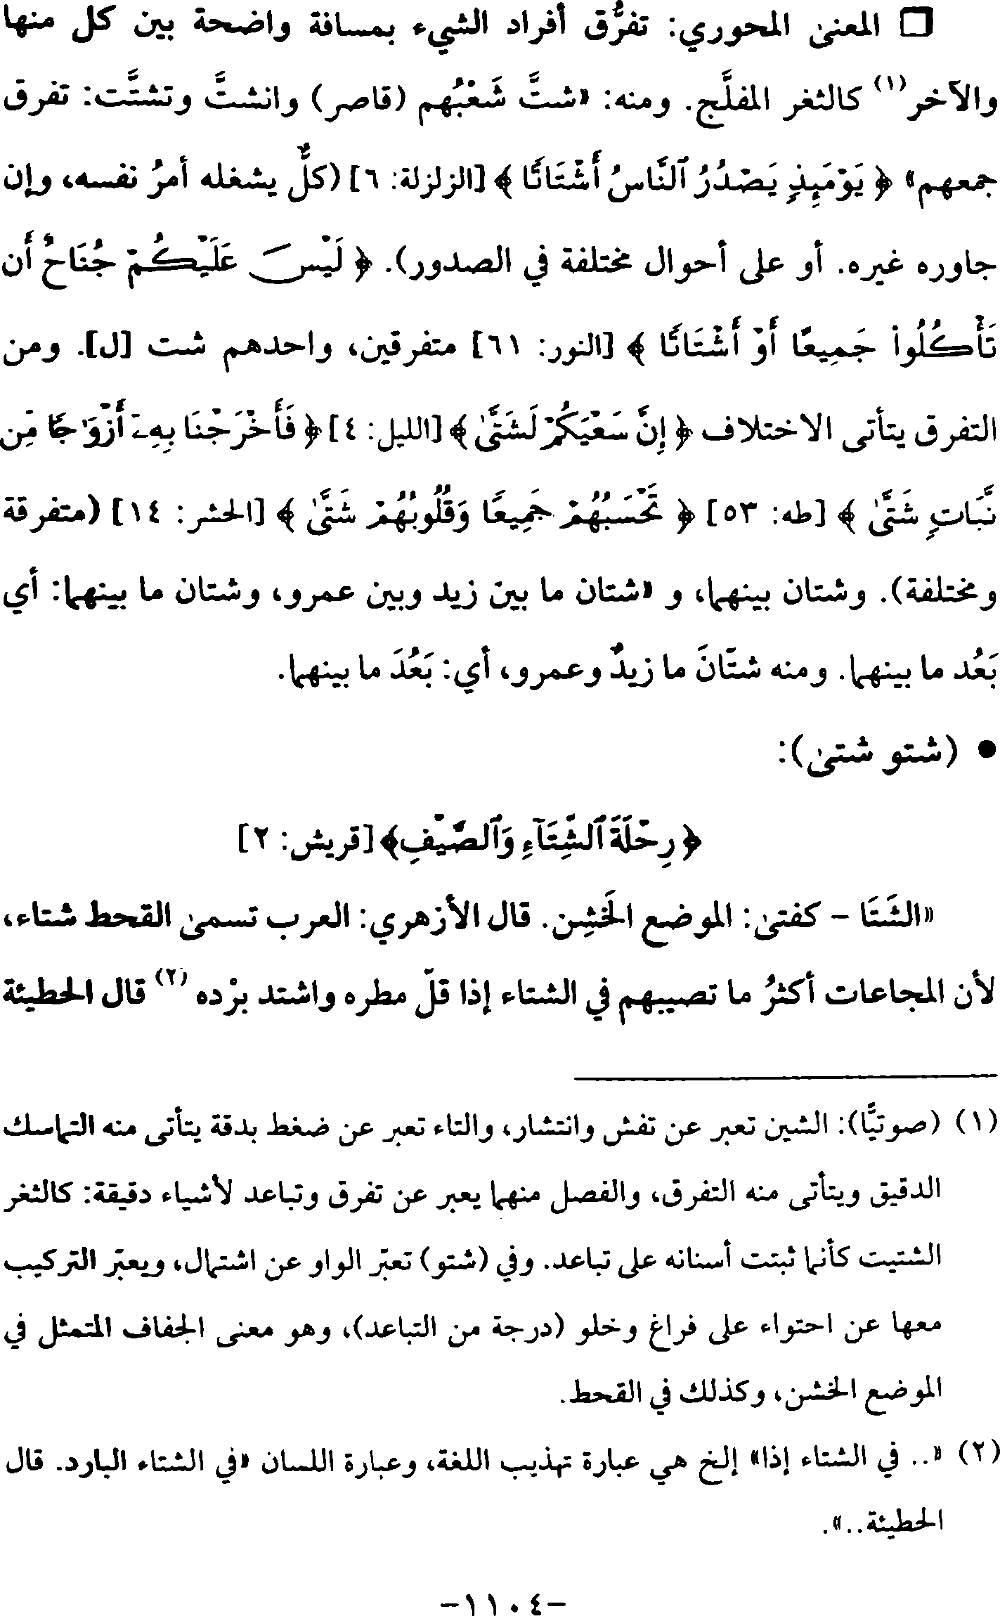 □ المعنى المحوري: تفرُّق أفراد الشيء بمسافة واضحة بين كل منها
والآخر(١) كالثغر المفلَّج. ومنه: «شتَّ شَعْبُهم (قاصر) وانشتَّ وتشتَّت: تفرق
جمعهم» ﴿ يَوْمَئِذٍ يَصْدُرُ ٱلنَّاسُ أَشْتَاتًا ﴾ [الزلزلة: ٦] (كلٌّ يشغله أمرُ نفسه، وإن
جاوره غيره. أو على أحوال مختلفة في الصدور). ﴿ لَيْسَ عَلَيْكُمْ جُنَاحٌ أَن
تَأْكُلُواْ جَمِيعًا أَوْ أَشْتَاتًا ﴾ [النور: ٦١] متفرقين، واحدهم شت [ل]. ومن
التفرق يتأتى الاختلاف ﴿ إِنَّ سَعْيَكُمْ لَشَتَّىٰ ﴾ [الليل: ٤] ﴿ فَأَخْرَجْنَا بِهِۦٓ أَزْوَٰجًا مِّن
نَّبَاتٍ شَتَّىٰ ﴾ [طه: ٥٣] ﴿ تَحْسَبُهُمْ جَمِيعًا وَقُلُوبُهُمْ شَتَّىٰ ﴾ [الحشر: ١٤] (متفرقة
ومختلفة). وشتان بينهما، و «شتان ما بين زيد وبين عمرو، وشتان ما بينهما: أي
بَعُد ما بينهما. ومنه شتّانَ ما زيدٌ وعمرو، أي: بَعُدَ ما بينهما.
● (شتو شتى):
﴿ رِحْلَةَ ٱلشِّتَآءِ وَٱلصَّيْفِ﴾ [قريش: ٢]
«الشَتَا – كفتى: الموضع الخَشِن. قال الأزهري: العرب تسمى القحط شتاء،
لأن المجاعات أكثرُ ما تصيبهم في الشتاء إذا قلّ مطره واشتد برْده (٢) قال الحطيئة
(١) (صوتيًّا): الشين تعبر عن تفش وانتشار، والتاء تعبر عن ضغط بدقة يتأتى منه التماسك
الدقيق ويتأتى منه التفرق، والفصل منهما يعبر عن تفرق وتباعد لأشياء دقيقة: كالثغر
الشتيت كأنما ثبتت أسنانه على تباعد. وفي (شتو) تعبّر الواو عن اشتمال، ويعبّر التركيب
معها عن احتواء على فراغ وخلو (درجة من التباعد)، وهو معنى الجفاف المتمثل في
الموضع الخشن، وكذلك في القحط.
(٢) «.. في الشتاء إذا» إلخ هي عبارة تهذيب اللغة، وعبارة اللسان «في الشتاء البارد. قال
الحطيئة..».
-١١٠٤-